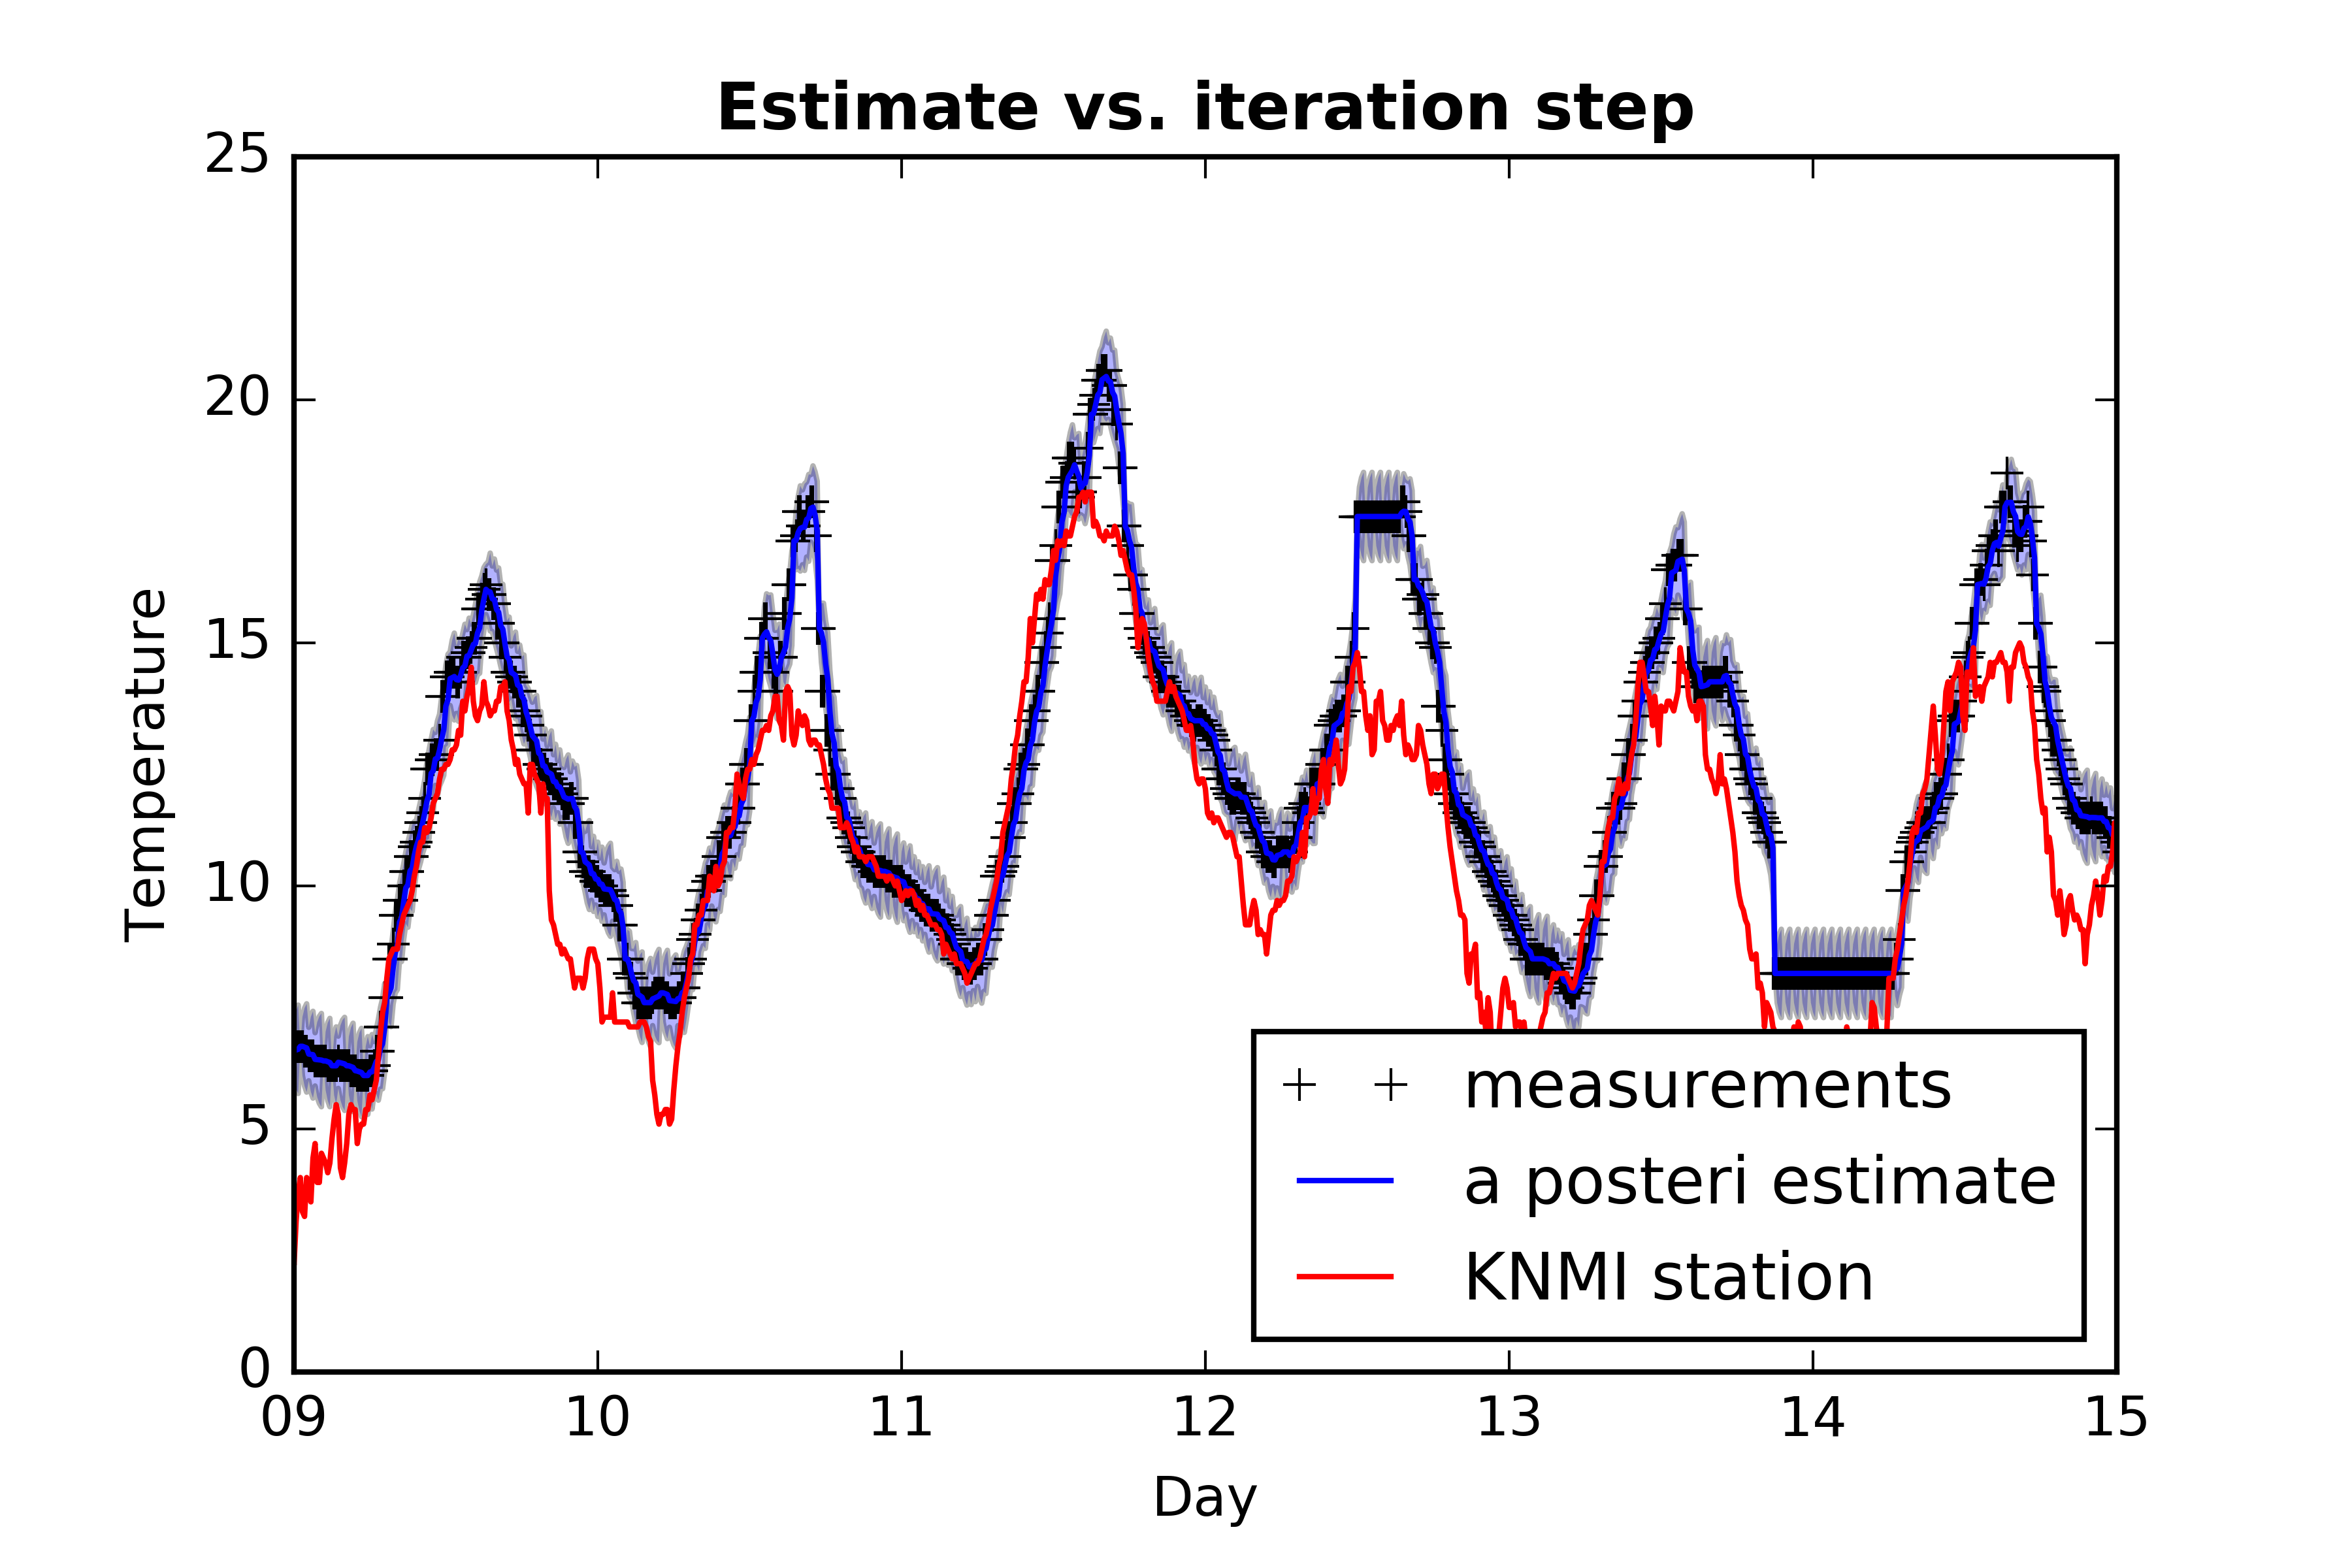 Estimate vs. iteration step
25
20
15
10
5
0
Temperature
measurements
a posteri estimate
KNMI station
09 10 11 12 13 14 15
Day